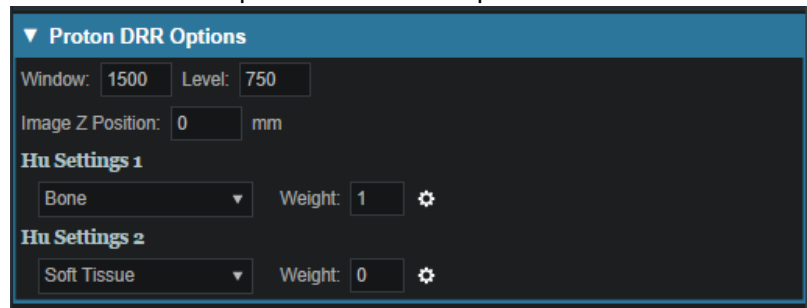 ▼ Proton DRR Options
Window: 1500 Level: 750
Image Z Position: 0 mm
Hu Settings 1
Bone Weight: 1
Hu Settings 2
Soft Tissue Weight: 0